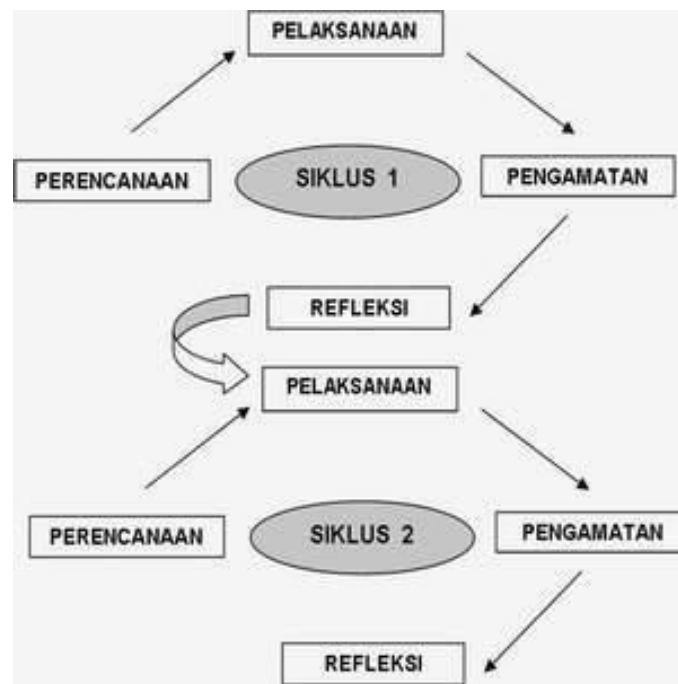 PELAKSANAAN
PERENCANAAN
SIKLUS 1
PENGAMATAN
REFLEKSI
PELAKSANAAN
PERENCANAAN
SIKLUS 2
PENGAMATAN
REFLEKSI